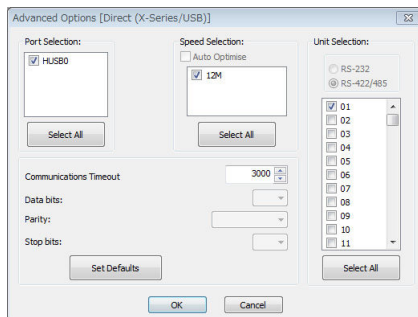 Advanced Options [Direct (X-Series/USB)]
Port Selection:
HUSB0
Select All
Speed Selection:
Auto Optimise
12M
Select All
Unit Selection:
RS-232
RS-422/485
01
02
03
04
05
06
07
08
09
10
11
Select All
Communications Timeout
3000
Data bits:
Parity:
Stop bits:
Set Defaults
OK
Cancel